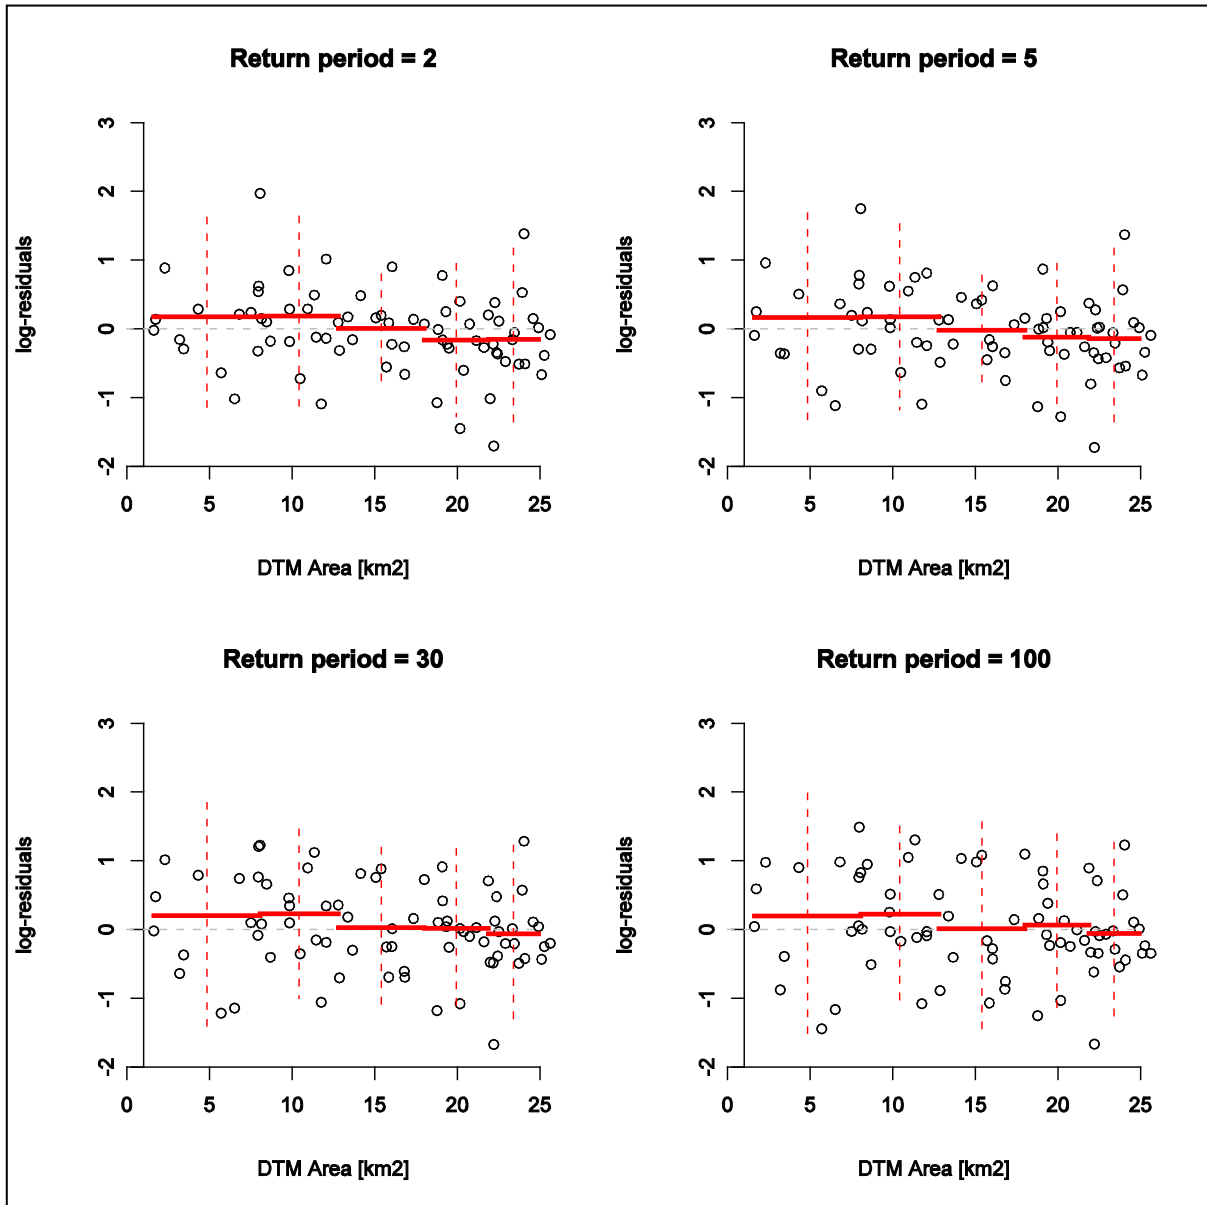 Return period = 2
3
2
1
0
-1
-2
log-residuals
0 5 10 15 20 25
DTM Area [km2]
Return period = 5
3
2
1
0
-1
-2
log-residuals
0 5 10 15 20 25
DTM Area [km2]
Return period = 30
3
2
1
0
-1
-2
log-residuals
0 5 10 15 20 25
DTM Area [km2]
Return period = 100
3
2
1
0
-1
-2
log-residuals
0 5 10 15 20 25
DTM Area [km2]